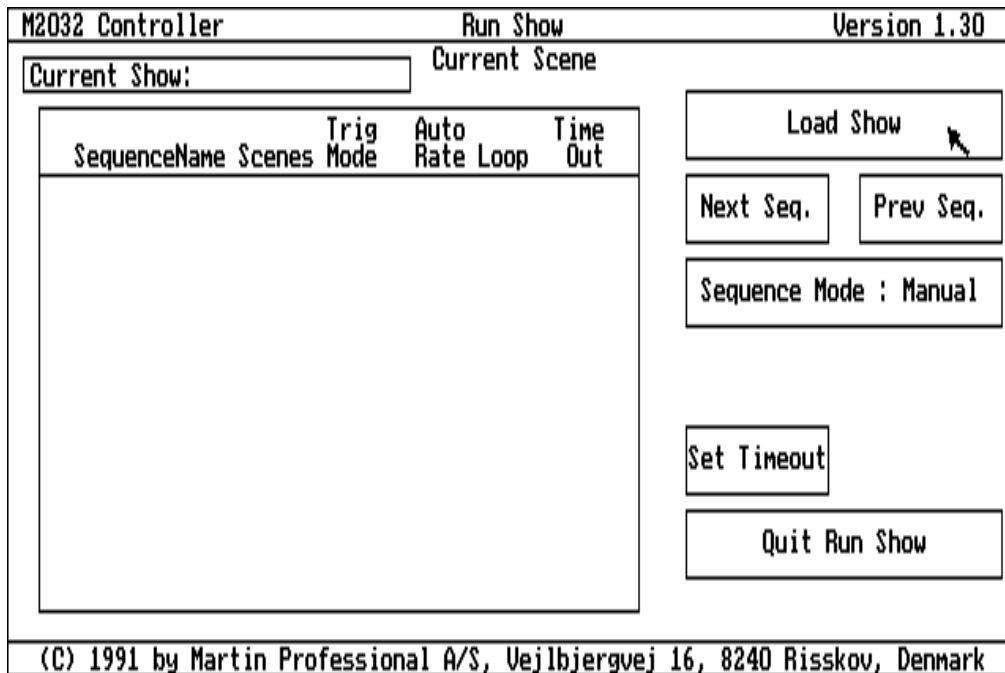 M2032 Controller Run Show Version 1.30
Current Scene
Current Show:
Trig Auto Time
SequenceName Scenes Mode Rate Loop Out
Load Show
Next Seq. Prev Seq.
Sequence Mode : Manual
Set Timeout
Quit Run Show
(C) 1991 by Martin Professional A/S, Vejlbjergvej 16, 8240 Risskov, Denmark